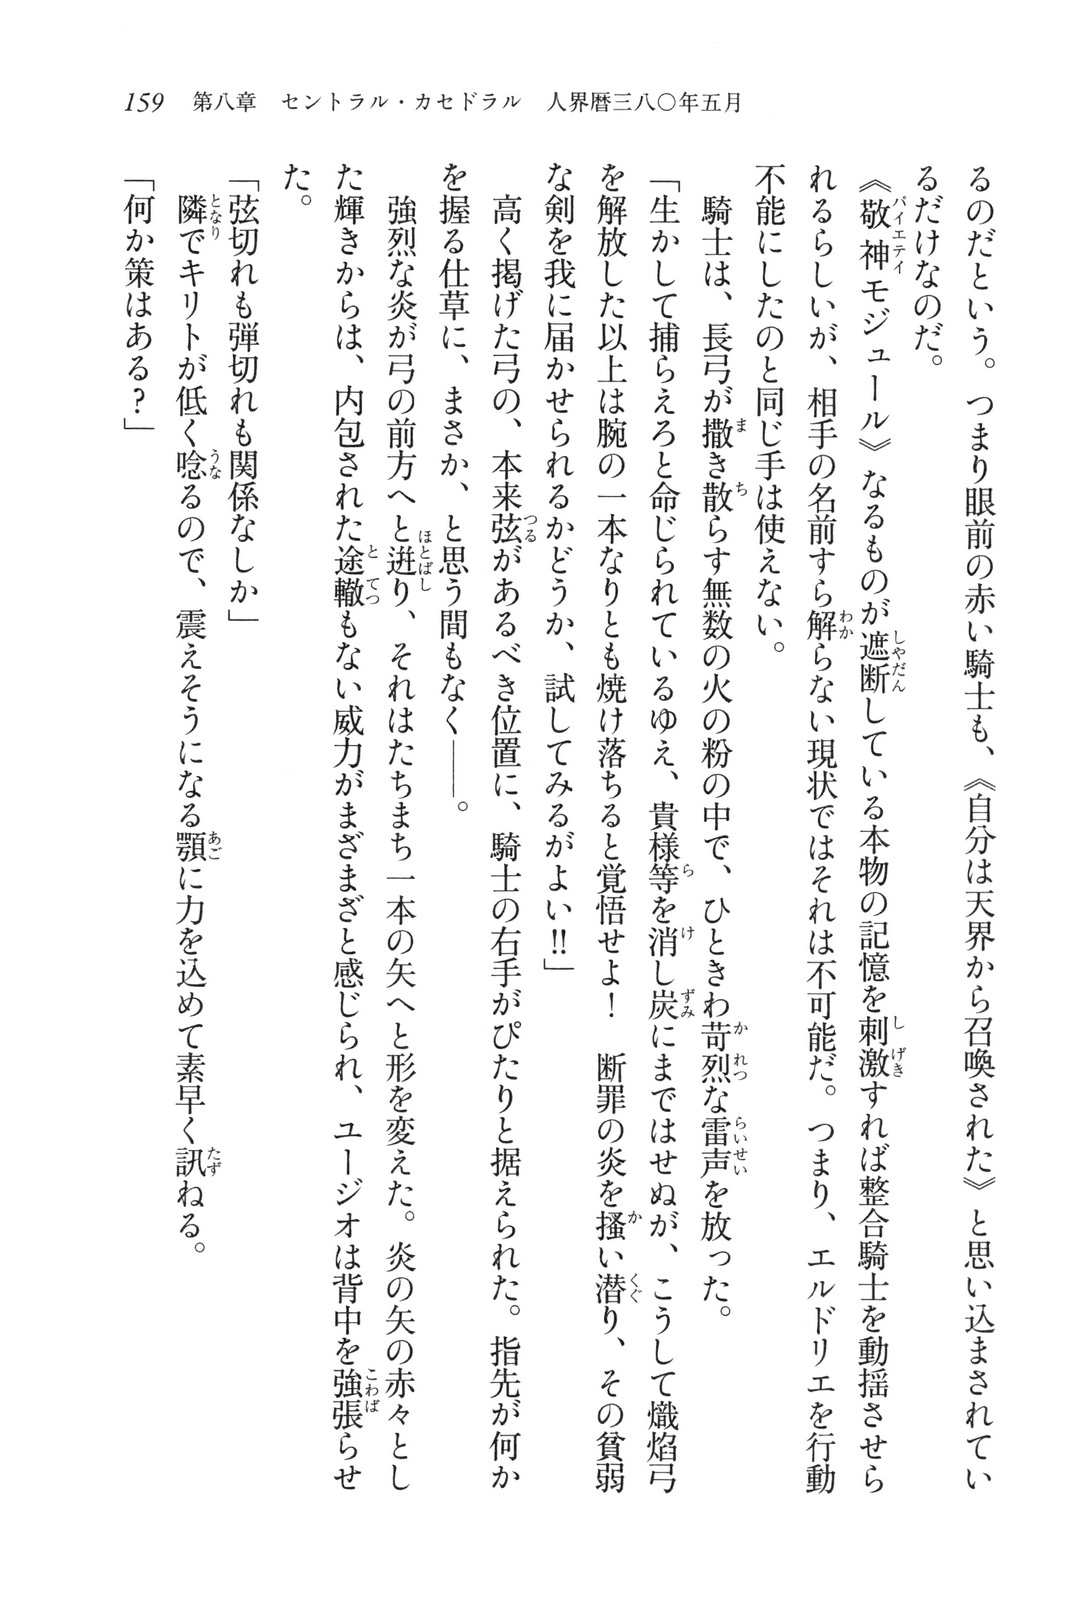 159　第八章　セントラル・カセドラル　人界暦三八〇年五月
るのだという。つまり眼前の赤い騎士も、《自分は天界から召喚された》と思い込まされてい
るだけなのだ。
《敬神モジュール》なるものが遮断している本物の記憶を刺激すれば整合騎士を動揺させら
れるらしいが、相手の名前すら解らない現状ではそれは不可能だ。つまり、エルドリエを行動
不能にしたのと同じ手は使えない。
　騎士は、長弓が撒き散らす無数の火の粉の中で、ひときわ苛烈な雷声を放った。
「生かして捕らえろと命じられているゆえ、貴様等を消し炭にまではせぬが、こうして熾焰弓
を解放した以上は腕の一本なりとも焼け落ちると覚悟せよ！　断罪の炎を掻い潜り、その貧弱
な剣を我に届かせられるかどうか、試してみるがよい!!」
　高く掲げた弓の、本来弦があるべき位置に、騎士の右手がぴたりと据えられた。指先が何か
を握る仕草に、まさか、と思う間もなく――。
　強烈な炎が弓の前方へと迸り、それはたちまち一本の矢へと形を変えた。炎の矢の赤々とし
た輝きからは、内包された途轍もない威力がまざまざと感じられ、ユージオは背中を強張らせ
た。
「弦切れも弾切れも関係なしか」
　隣でキリトが低く唸るので、震えそうになる顎に力を込めて素早く訊ねる。
「何か策はある？」